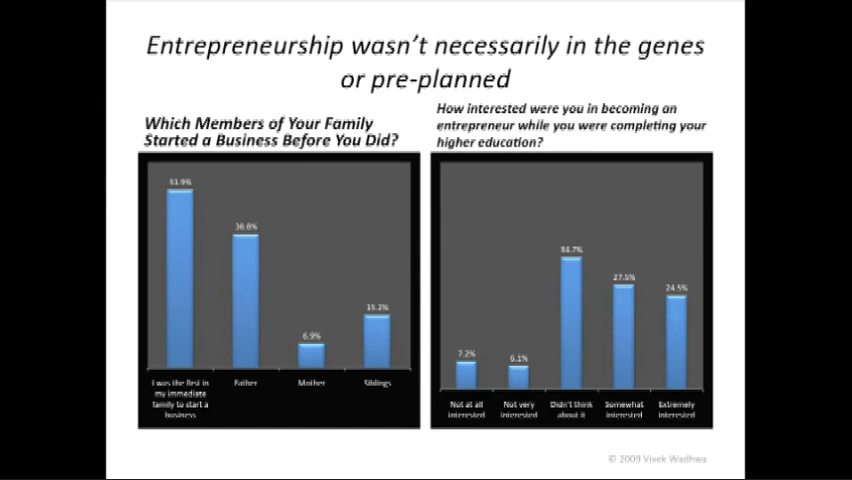 Entrepreneurship wasn't necessarily in the genes
or pre-planned
Which Members of Your Family
Started a Business Before You Did?
51.9%
38.8%
6.9%
15.2%
I was the first in
my immediate
family to start a
business
Father
Mother
Siblings
How interested were you in becoming an
entrepreneur while you were completing your
higher education?
7.2%
6.1%
34.7%
27.5%
24.5%
Not at all
interested
Not very
interested
Didn't think
about it
Somewhat
interested
Extremely
interested
© 2009 Vivek Wadhwa